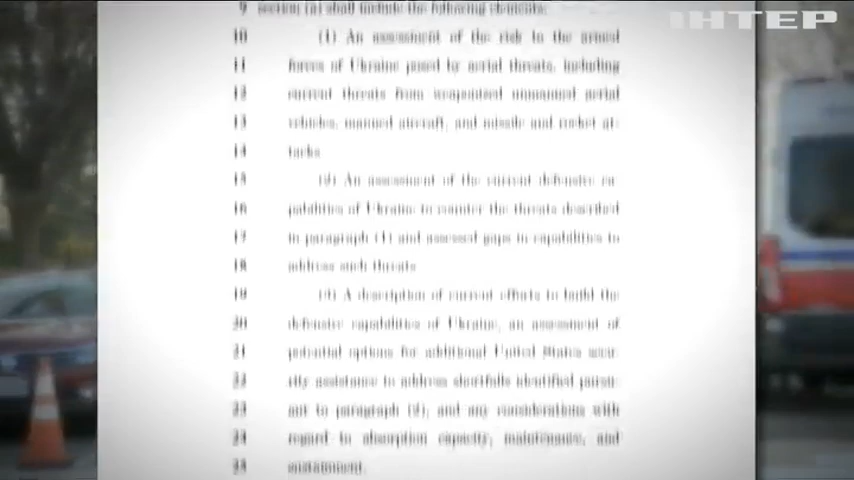 ІНТЕР
9 section (a) shall include the following elements:
10 (1) An assessment of the risk to the armed
11 forces of Ukraine posed by aerial threats, including
12 current threats from weaponized unmanned aerial
13 vehicles, manned aircraft, and missile and rocket at-
14 tacks.
15 (2) An assessment of the current defensive ca-
16 pabilities of Ukraine to counter the threats described
17 in paragraph (1) and assessed gaps in capabilities to
18 address such threats.
19 (3) A description of current efforts to build the
20 defensive capabilities of Ukraine, an assessment of
21 potential options for additional United States secu-
22 rity assistance to address shortfalls identified pursu-
23 ant to paragraph (2), and any considerations with
24 regard to absorption capacity, maintenance, and
25 sustainment.